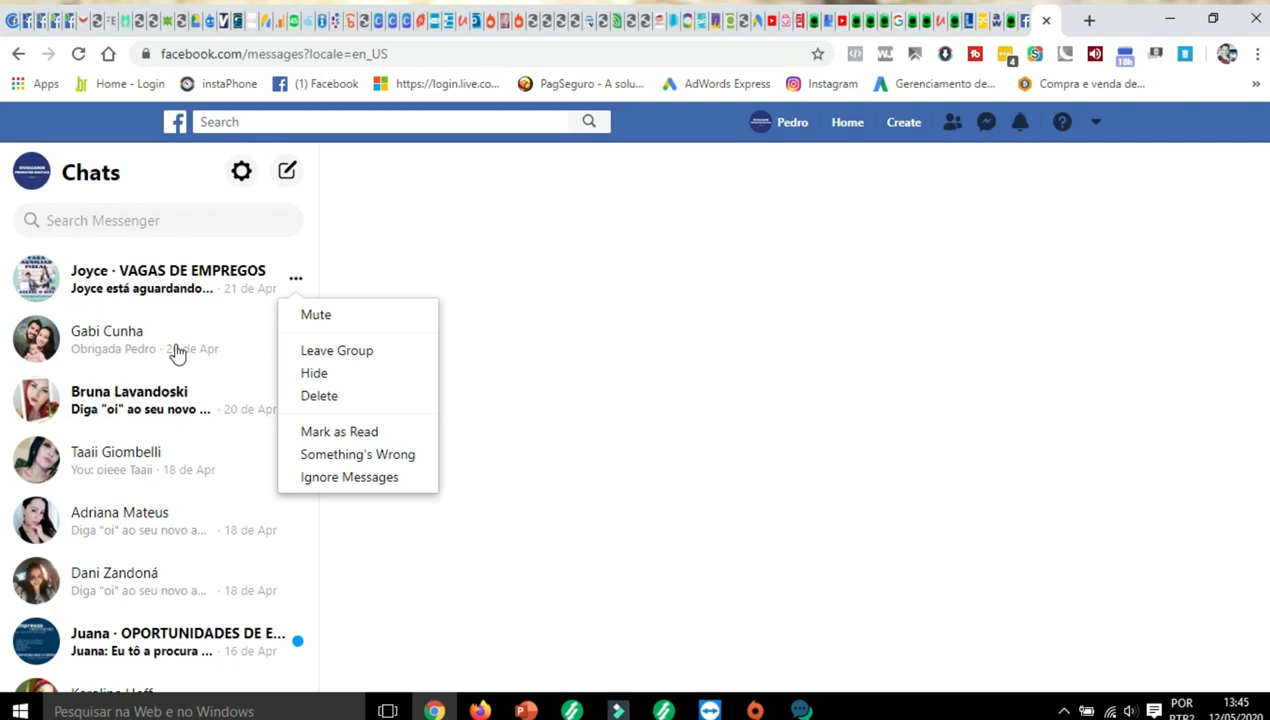 facebook.com/messages?locale=en_US
4
18h
Apps
Home - Login
instaPhone
(1) Facebook
https://login.live.co...
PagSeguro - A solu...
AdWords Express
Instagram
Gerenciamento de...
Compra e venda de...
Search
Pedro
Home
Create
Chats
Search Messenger
Joyce · VAGAS DE EMPREGOS
Joyce está aguardando... · 21 de Apr
Gabi Cunha
Obrigada Pedro · de Apr
Bruna Lavandoski
Diga "oi" ao seu novo ... · 20 de Apr
Taaii Giombelli
You: oieee Taaii · 18 de Apr
Adriana Mateus
Diga "oi" ao seu novo a... · 18 de Apr
Dani Zandoná
Diga "oi" ao seu novo a... · 18 de Apr
Juana · OPORTUNIDADES DE E...
Juana: Eu tô a procura ... · 16 de Apr
Mute
Leave Group
Hide
Delete
Mark as Read
Something's Wrong
Ignore Messages
Pesquisar na Web e no Windows
POR
PTB2
13:45
12/05/2020